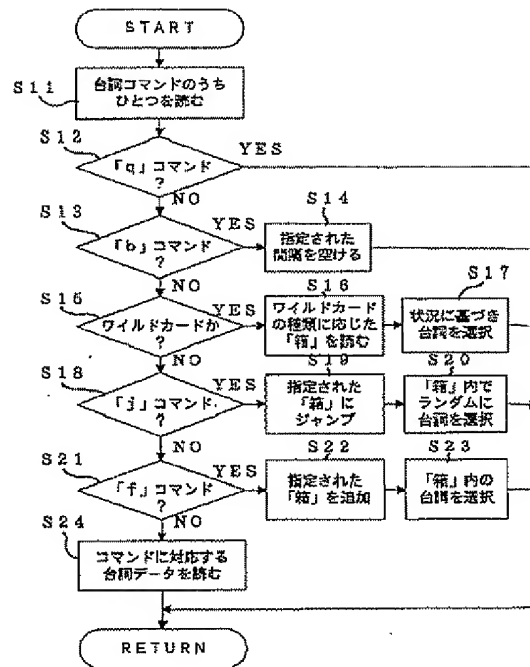 START
S11
台詞コマンドのうち
ひとつを読む
S12
「q」コマンド
?
YES
NO
S13
「b」コマンド
?
YES
S14
指定された
間隔を空ける
NO
S15
ワイルドカードか
?
YES
S16
ワイルドカード
の種類に応じた
「箱」を読む
S17
状況に基づき
台詞を選択
NO
S18
「j」コマンド
?
YES
S19
指定された
「箱」に
ジャンプ
S20
「箱」内で
ランダムに
台詞を選択
NO
S21
「f」コマンド
?
YES
S22
指定された
「箱」を追加
S23
「箱」内の
台詞を選択
NO
S24
コマンドに対応する
台詞データを読む
RETURN